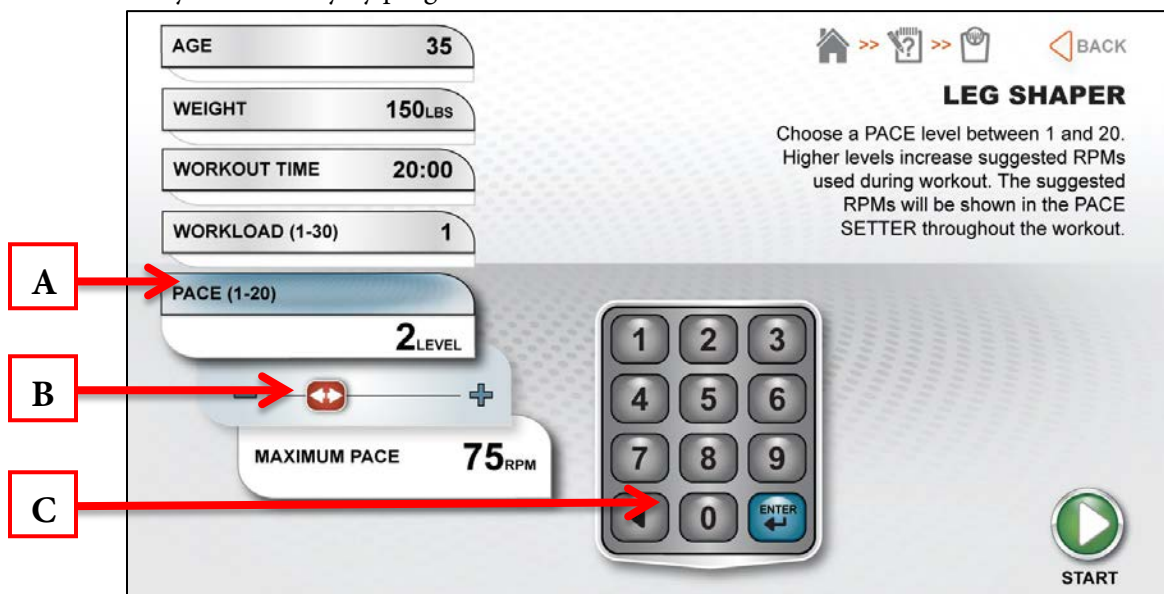 AGE 35
WEIGHT 150LBS
WORKOUT TIME 20:00
WORKLOAD (1-30) 1
PACE (1-20)
2LEVEL
MAXIMUM PACE 75RPM
A
B
C
>> ? >> BACK
LEG SHAPER
Choose a PACE level between 1 and 20.
Higher levels increase suggested RPMs
used during workout. The suggested
RPMs will be shown in the PACE
SETTER throughout the workout.
1 2 3
4 5 6
7 8 9
0 ENTER
START